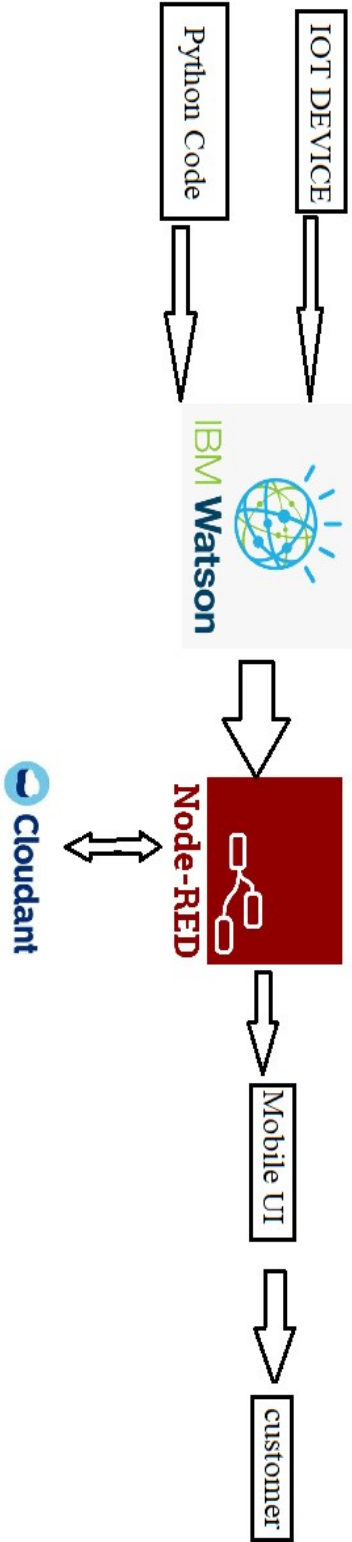 IOT DEVICE
Python Code
IBM Watson
Node-RED
Cloudant
Mobile UI
customer